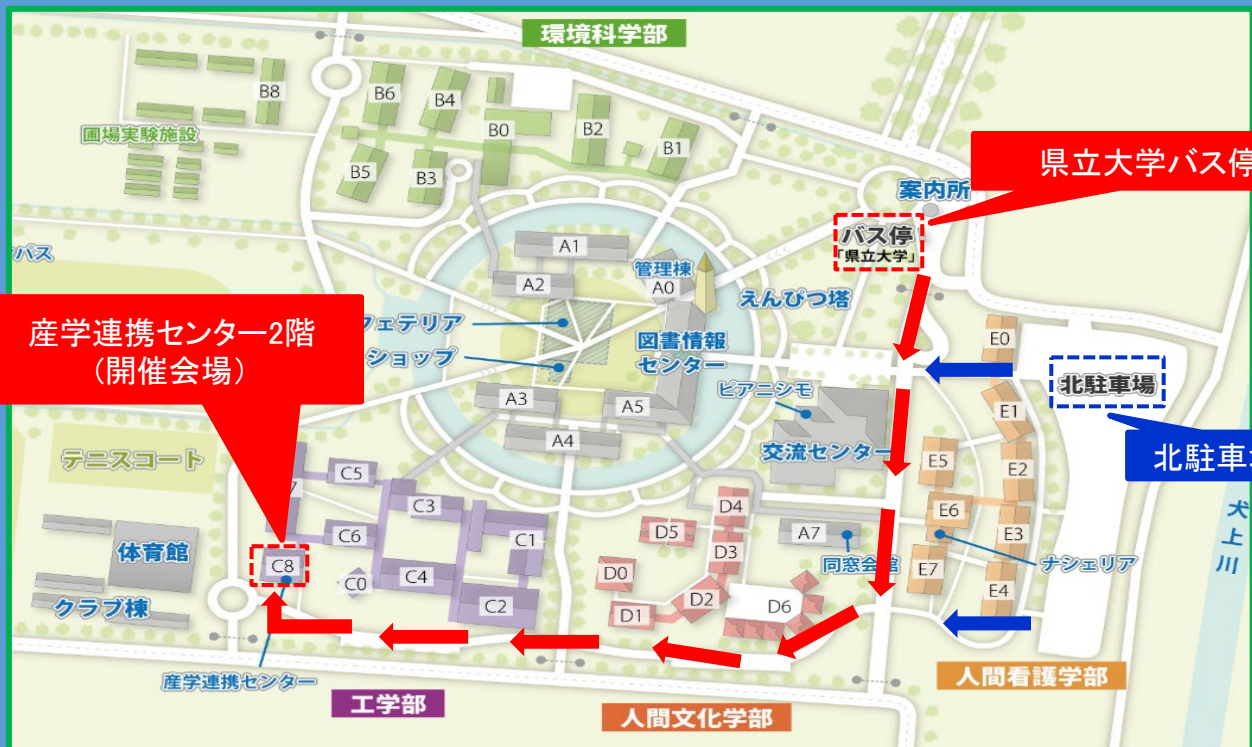 環境科学部
B8
B6
B4
B0
B2
B1
B5
B3
圃場実験施設
県立大学バス停
案内所
バス停
「県立大学」
パス
A1
A2
管理棟
A0
えんぴつ塔
産学連携センター2階
(開催会場)
フェテリア
ショップ
図書情報
センター
E0
北駐車場
ピアニシモ
A3
A5
A4
交流センター
E1
北駐車場
テニスコート
C5
C3
E5
E2
D4
E6
犬上川
C6
C1
D5
A7
E3
体育館
D3
同窓会館
ナシェリア
C8
C0
C4
D0
E7
E4
クラブ棟
C2
D1
D2
D6
産学連携センター
工学部
人間文化学部
人間看護学部